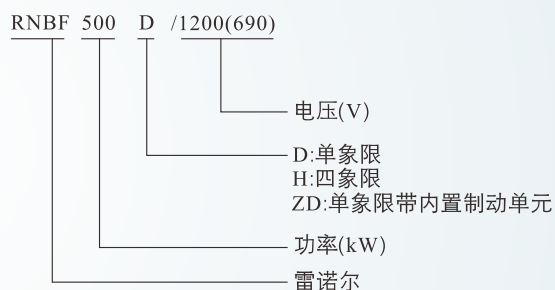 RNBF 500 D /1200(690)
电压(V)
D:单象限
H:四象限
ZD:单象限带内置制动单元
功率(kW)
雷诺尔